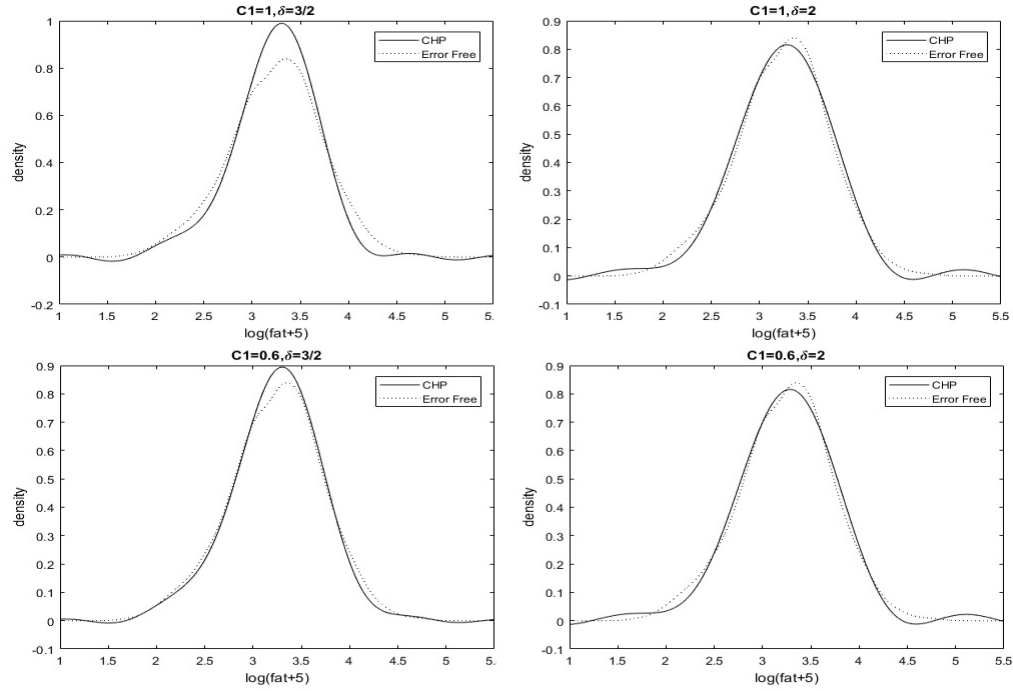 C1=1,δ=3/2
CHP
Error Free
1
0.8
0.6
0.4
0.2
0
-0.2
density
1 1.5 2 2.5 3 3.5 4 4.5 5 5.
log(fat+5)
C1=1,δ=2
CHP
Error Free
0.9
0.8
0.7
0.6
0.5
0.4
0.3
0.2
0.1
0
-0.1
density
1 1.5 2 2.5 3 3.5 4 4.5 5 5.5
log(fat+5)
C1=0.6,δ=3/2
CHP
Error Free
0.9
0.8
0.7
0.6
0.5
0.4
0.3
0.2
0.1
0
-0.1
density
1 1.5 2 2.5 3 3.5 4 4.5 5 5.
log(fat+5)
C1=0.6,δ=2
CHP
Error Free
0.9
0.8
0.7
0.6
0.5
0.4
0.3
0.2
0.1
0
-0.1
density
1 1.5 2 2.5 3 3.5 4 4.5 5 5.5
log(fat+5)